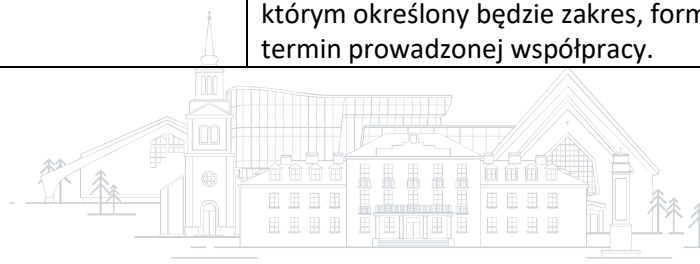 którym określony będzie zakres, form
termin prowadzonej współpracy.